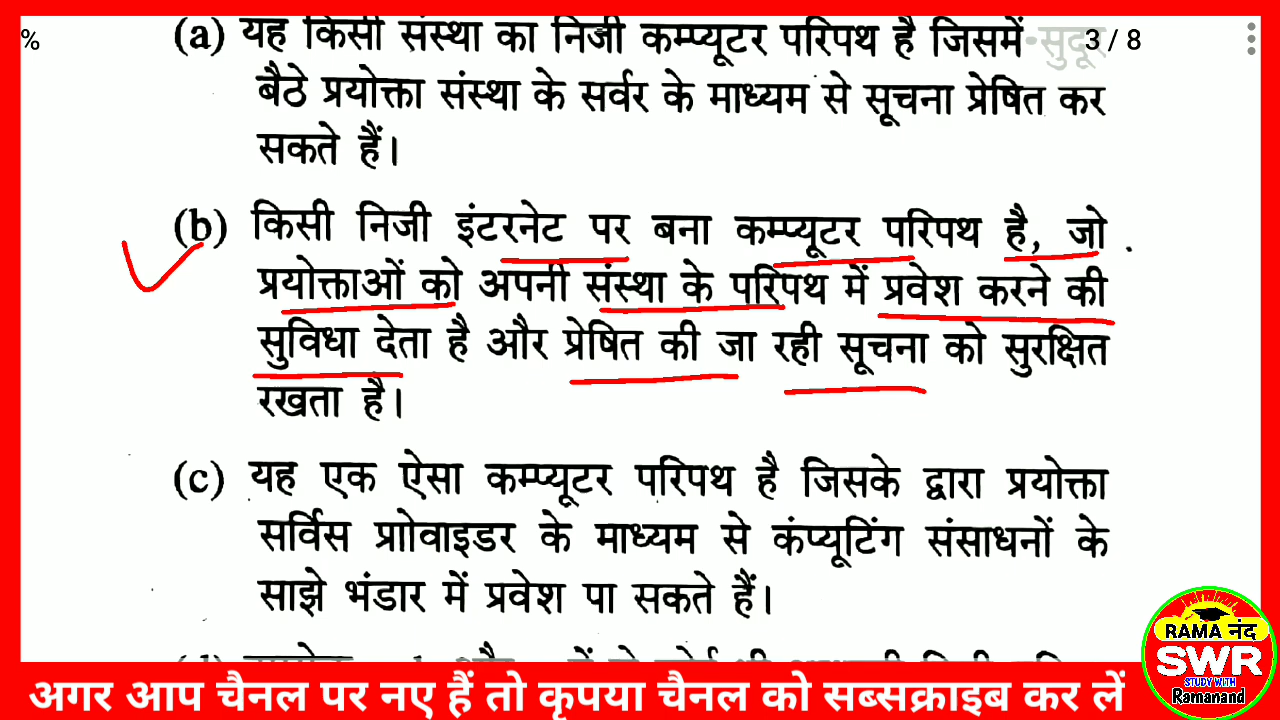 %
(a) यह किसी संस्था का निजी कम्प्यूटर परिपथ है जिसमें सुदूर 3 / 8
बैठे प्रयोक्ता संस्था के सर्वर के माध्यम से सूचना प्रेषित कर
सकते हैं।
(b) किसी निजी इंटरनेट पर बना कम्प्यूटर परिपथ है, जो
प्रयोक्ताओं को अपनी संस्था के परिपथ में प्रवेश करने की
सुविधा देता है और प्रेषित की जा रही सूचना को सुरक्षित
रखता है।
(c) यह एक ऐसा कम्प्यूटर परिपथ है जिसके द्वारा प्रयोक्ता
सर्विस प्राोवाइडर के माध्यम से कंप्यूटिंग संसाधनों के
साझे भंडार में प्रवेश पा सकते हैं।
RAMA नंद
SWR
STUDY WITH
Ramanand
अगर आप चैनल पर नए हैं तो कृपया चैनल को सब्सक्राइब कर लें